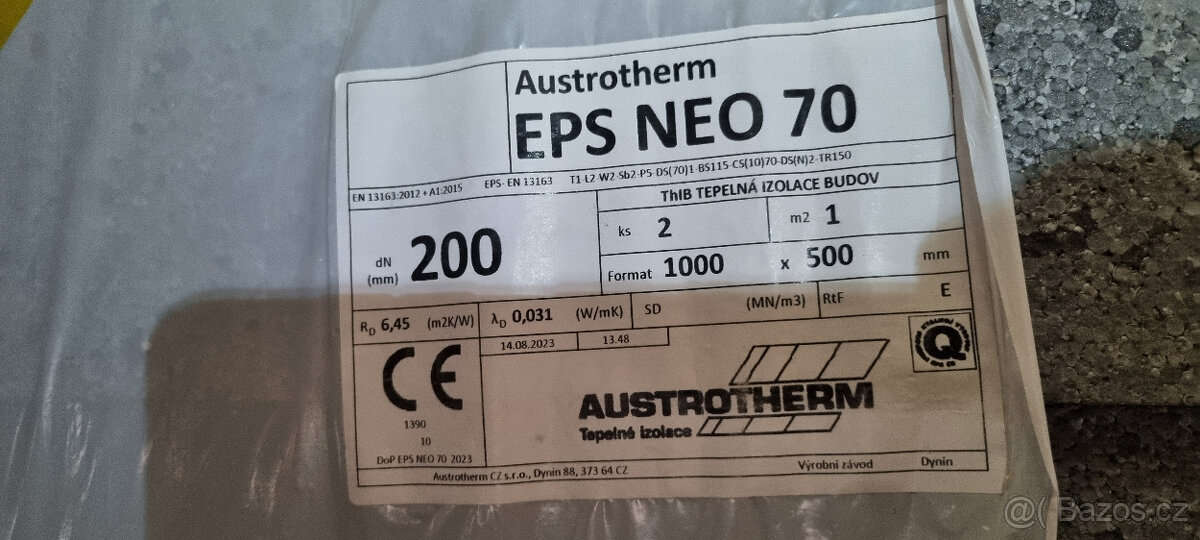 Austrotherm
EPS NEO 70
EN 13163:2012 + A1:2015 EPS- EN 13163 T1-L2-W2-Sb2-P5-DS(70)1-BS115-CS(10)70-DS(N)2-TR150
ThIB TEPELNÁ IZOLACE BUDOV
dN (mm) 200
ks 2 m2 1
Format 1000 x 500 mm
RD 6,45 (m2K/W) λD 0,031 (W/mK) SD (MN/m3) RtF E
14.08.2023 13.48
CE
1390
10
DoP EPS NEO 70 2023
Q
AUSTROTHERM
Tepelné izolace
Austrotherm CZ s.r.o., Dynín 88, 373 64 CZ Výrobní závod Dynín
@( Bazos.cz